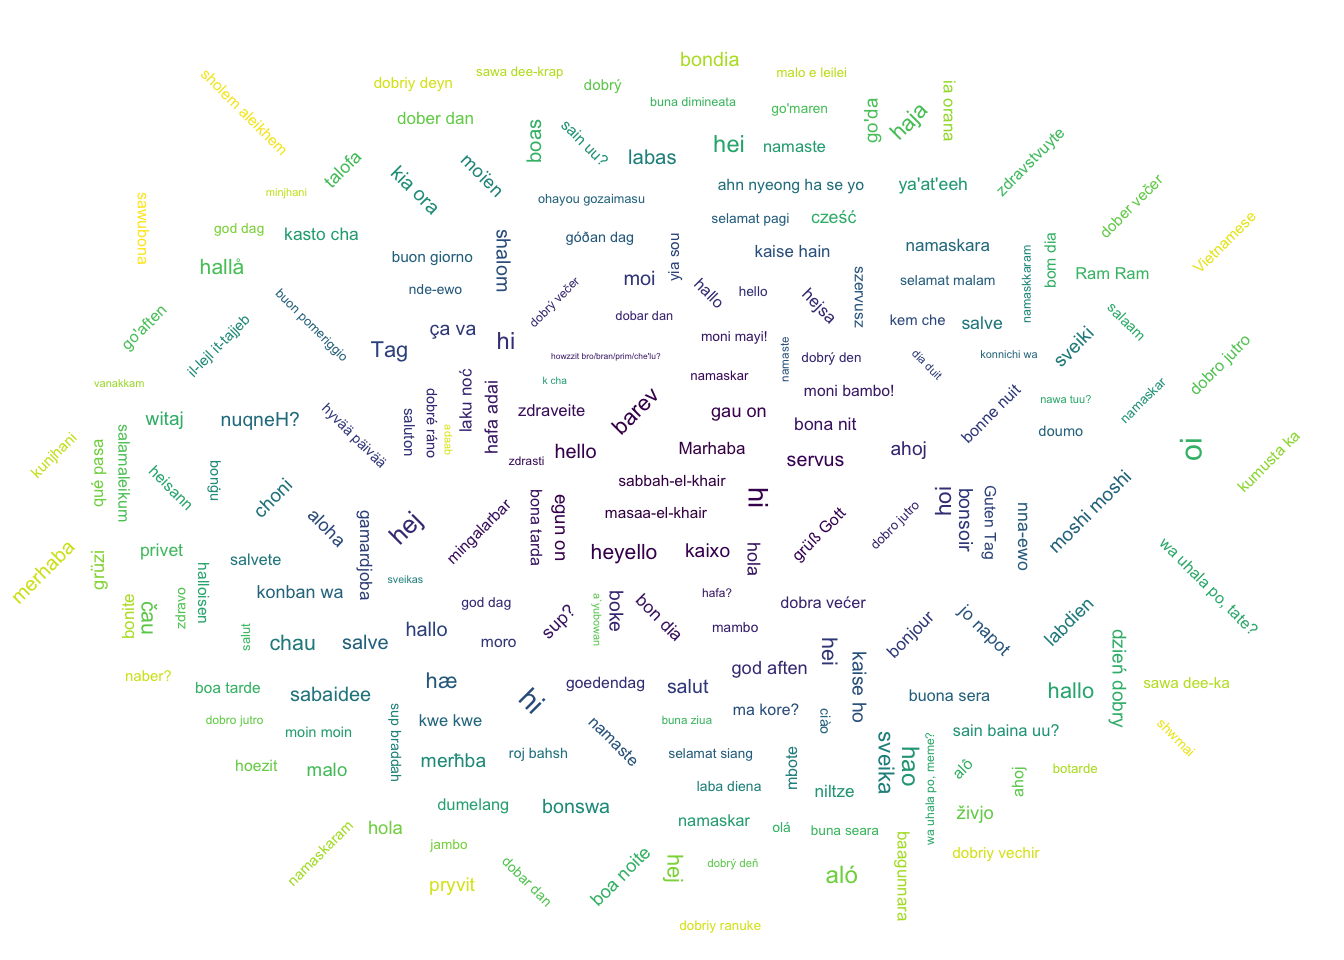 bondia
sholem aleikhem
dobriy deyn
sawa dee-krap
dobrý
malo e leilei
buna dimineata
go'maren
go'da
haja
ia orana
dober dan
boas
sain uu?
labas
hei
namaste
zdravstvuyte
talofa
kia ora
moïen
ahn nyeong ha se yo
ya'at'eeh
minjhani
sawubona
ohayou gozaimasu
selamat pagi
cześć
dober večer
Vietnamese
god dag
kasto cha
shalom
góðan dag
yia sou
kaise hain
namaskara
namaskkaram
bom dia
hallå
buon giorno
nde-ewo
dobrý večer
moi
hallo
hello
hejsa
szervusz
selamat malam
Ram Ram
go'aften
il-lejl it-tajjeb
buon pomeriggio
Tag
ça va
hi
dobar dan
moni mayi!
kem che
salve
sveiki
salaam
howzzit bro/bran/prim/che'lu?
namaste
dobrý den
dia duit
konnichi wa
dobro jutro
vanakkam
k cha
namaskar
moni bambo!
bonne nuit
nawa tuu?
namaskar
witaj
nuqneH?
hyvää päivää
saluton
dobré ráno
adaab
laku noć
hafa adai
zdraveite
barev
gau on
bona nit
doumo
kunjhani
qué pasa
salamaleikum
heisann
bonġu
choni
zdrasti
hello
Marhaba
servus
ahoj
oi
kumusta ka
sabbah-el-khair
hi
aloha
gamardjoba
hej
mingalarbar
bona tarda
egun on
masaa-el-khair
grüß Gott
dobro jutro
hoi
bonsoir
Guten Tag
mma-ewo
moshi moshi
merhaba
grüzi
privet
halloisen
salvete
heyello
kaixo
hola
wa uhala po, tate?
bonite
čau
zdravo
salut
konban wa
sveikas
god dag
sup?
a'yubowan
boke
bon dia
hafa?
mambo
dobra većer
bonjour
jo napot
labdien
dzień dobry
chau
salve
hallo
moro
hei
kaise ho
naber?
boa tarde
sabaidee
hæ
hi
goedendag
salut
god aften
buona sera
hallo
sawa dee-ka
dobro jutro
moin moin
sup braddah
kwe kwe
namaste
buna ziua
ma kore?
ciào
sveika
hao
wa uhala po, meme?
sain baina uu?
shwmai
hoezit
malo
merħba
roj bahsh
selamat siang
mbote
alô
ahoj
botarde
dumelang
bonswa
laba diena
niltze
živjo
namaskaram
hola
namaskar
olá
buna seara
baagunnara
dobriy vechir
jambo
pryvit
dobar dan
boa noite
hej
dobrý deň
aló
dobriy ranuke